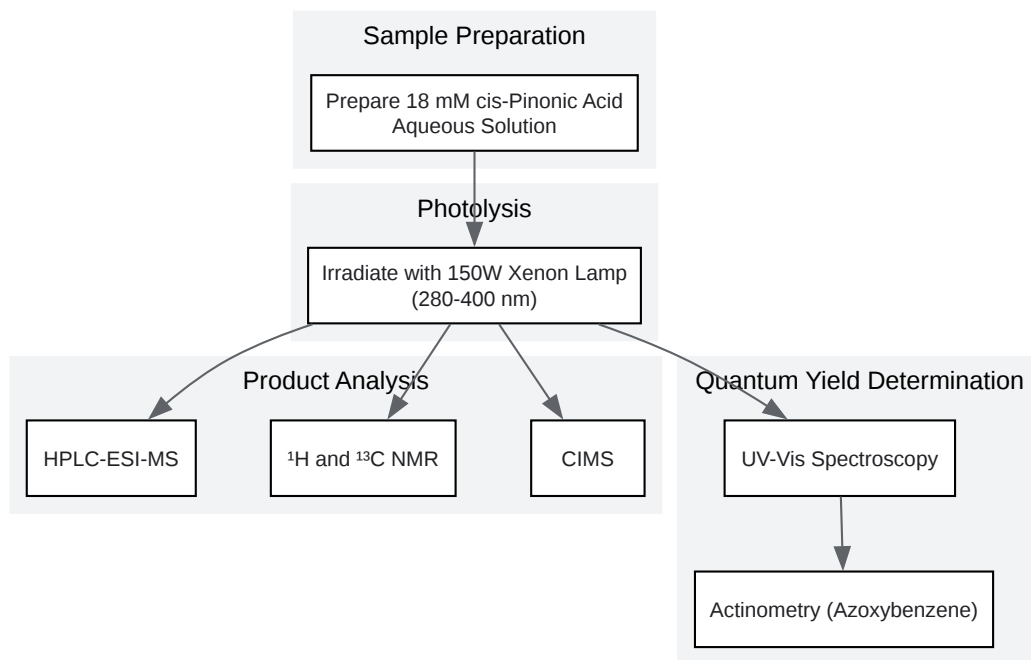 Sample Preparation
Prepare 18 mM cis-Pinonic Acid
Aqueous Solution
Photolysis
Irradiate with 150W Xenon Lamp
(280-400 nm)
Product Analysis
HPLC-ESI-MS
¹H and ¹³C NMR
CIMS
Quantum Yield Determination
UV-Vis Spectroscopy
Actinometry (Azoxybenzene)